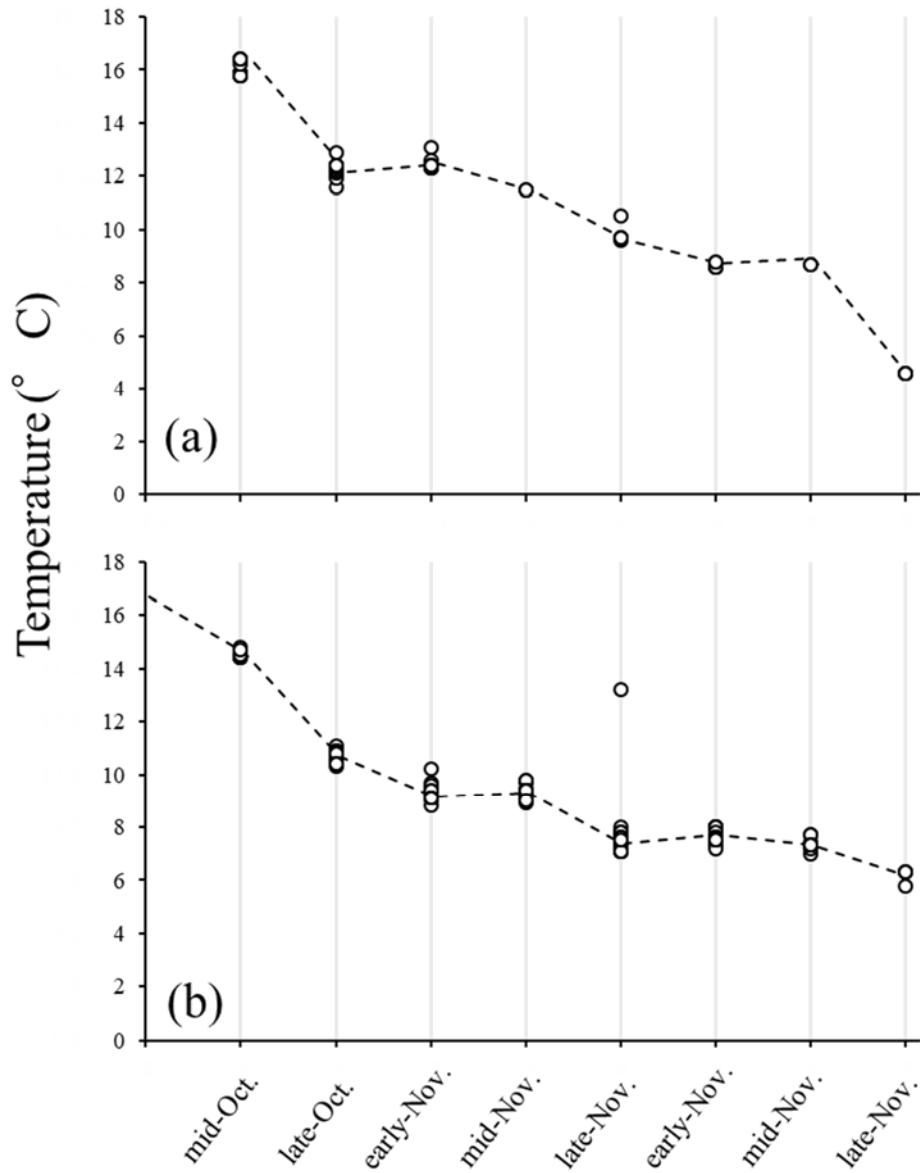 Temperature (° C)
18
16
14
12
10
8
6
4
2
0
(a)
18
16
14
12
10
8
6
4
2
0
(b)
mid-Oct.
late-Oct.
early-Nov.
mid-Nov.
late-Nov.
early-Nov.
mid-Nov.
late-Nov.